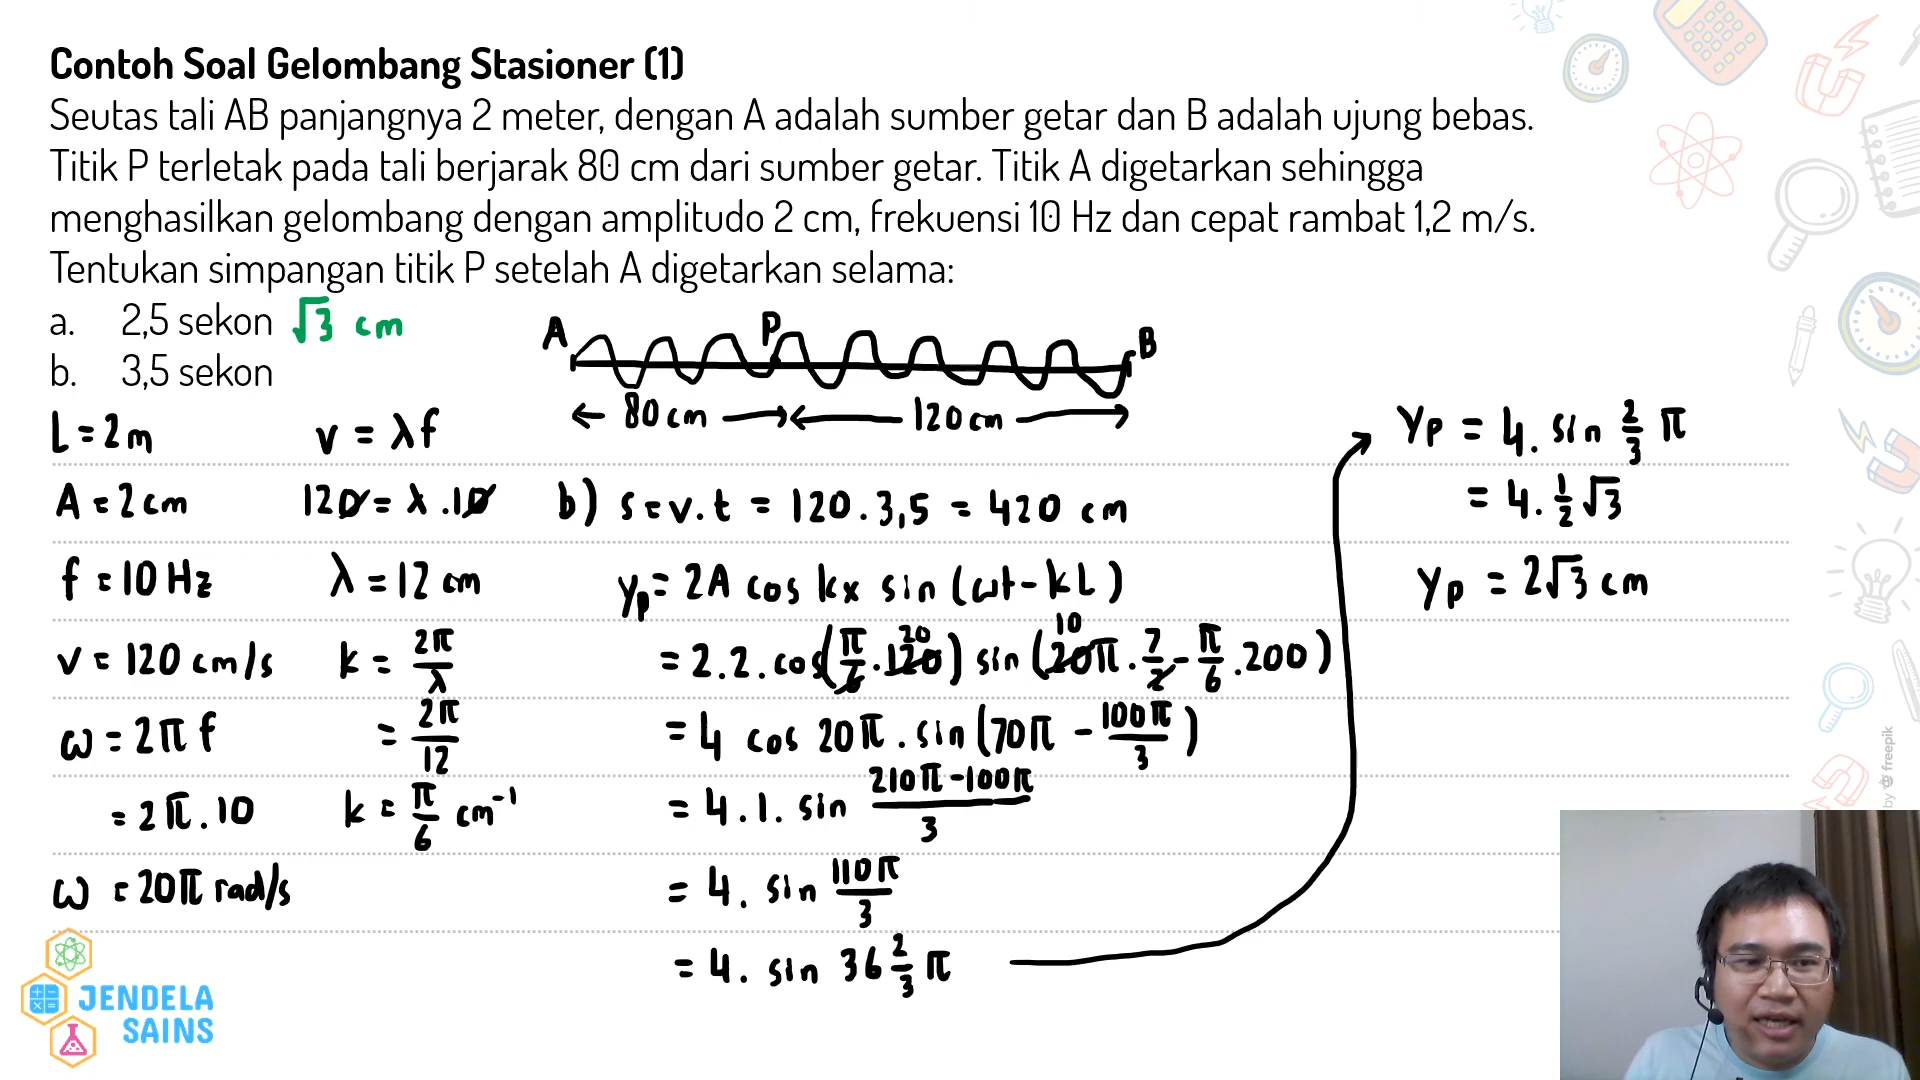 Contoh Soal Gelombang Stasioner (1)
Seutas tali AB panjangnya 2 meter, dengan A adalah sumber getar dan B adalah ujung bebas.
Titik P terletak pada tali berjarak 80 cm dari sumber getar. Titik A digetarkan sehingga
menghasilkan gelombang dengan amplitudo 2 cm, frekuensi 10 Hz dan cepat rambat 1,2 m/s.
Tentukan simpangan titik P setelah A digetarkan selama:
a. 2,5 sekon √3 cm
b. 3,5 sekon
A P B
80 cm 120 cm
L = 2 m
A = 2 cm
f = 10 Hz
v = 120 cm/s
ω = 2π f
= 2π . 10
ω = 20π rad/s
v = λf
120 = λ . 10
λ = 12 cm
k = 2π/λ
= 2π/12
k = π/6 cm⁻¹
b) s = v.t = 120 . 3,5 = 420 cm
yp = 2A cos kx sin (ωt - kL)
= 2.2. cos(π/6 . 120) sin (20π . 7/2 - π/6 . 200) 20 10
= 4 cos 20π . sin (70π - 100π/3)
= 4 . 1 . sin 210π - 100π/3
= 4 . sin 110π/3
= 4 . sin 36 2/3 π
yp = 4 . sin 2/3 π
= 4 . 1/2 √3
yp = 2√3 cm
JENDELA
SAINS
by freepik